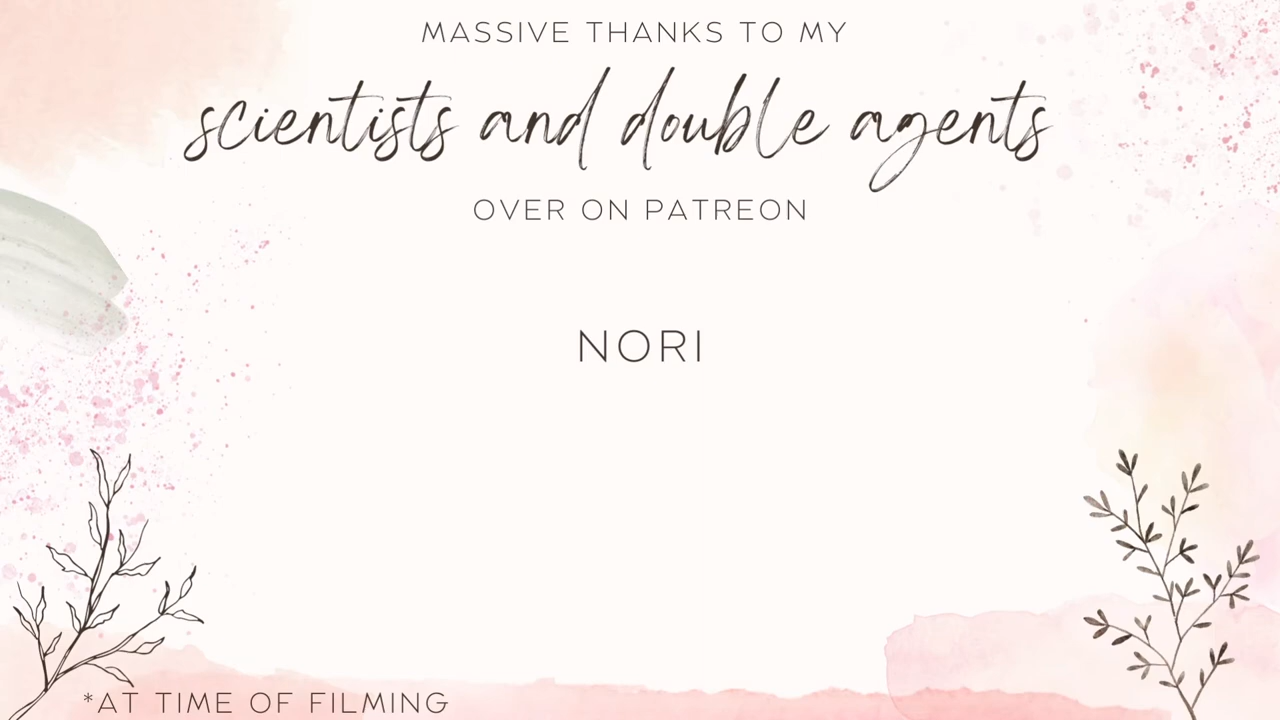 MASSIVE THANKS TO MY
scientists and double agents
OVER ON PATREON
NORI
*AT TIME OF FILMING